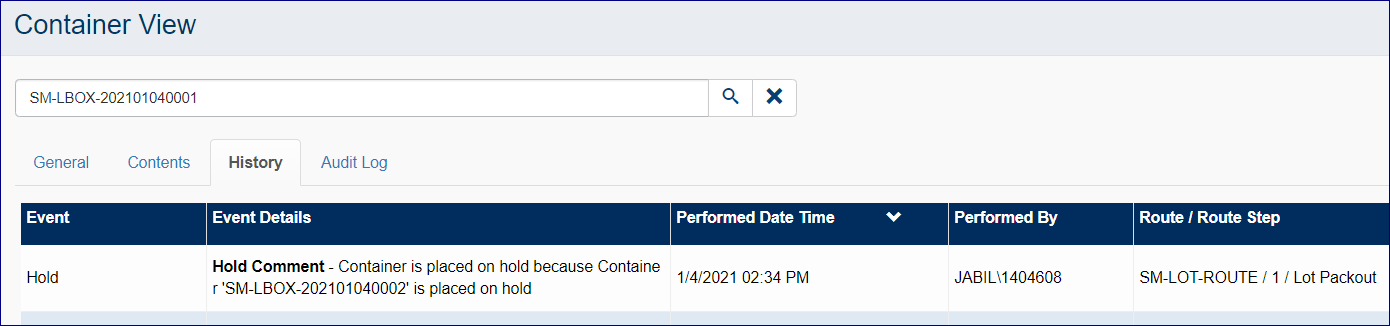 Container View
SM-LBOX-202101040001
General Contents History Audit Log
Event Event Details Performed Date Time Performed By Route / Route Step
Hold Hold Comment - Container is placed on hold because Containe 1/4/2021 02:34 PM JABIL\1404608 SM-LOT-ROUTE / 1 / Lot Packout
r 'SM-LBOX-202101040002' is placed on hold